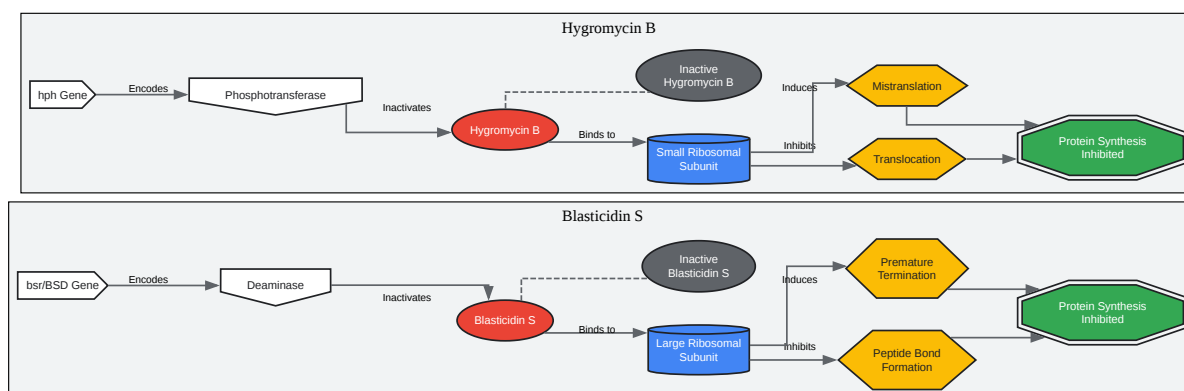 Hygromycin B
hph Gene
Encodes
Phosphotransferase
Inactivates
Hygromycin B
Inactive
Hygromycin B
Binds to
Small Ribosomal
Subunit
Induces
Inhibits
Mistranslation
Translocation
Protein Synthesis
Inhibited
Blasticidin S
bsr/BSD Gene
Encodes
Deaminase
Inactivates
Blasticidin S
Inactive
Blasticidin S
Binds to
Large Ribosomal
Subunit
Induces
Inhibits
Premature
Termination
Peptide Bond
Formation
Protein Synthesis
Inhibited